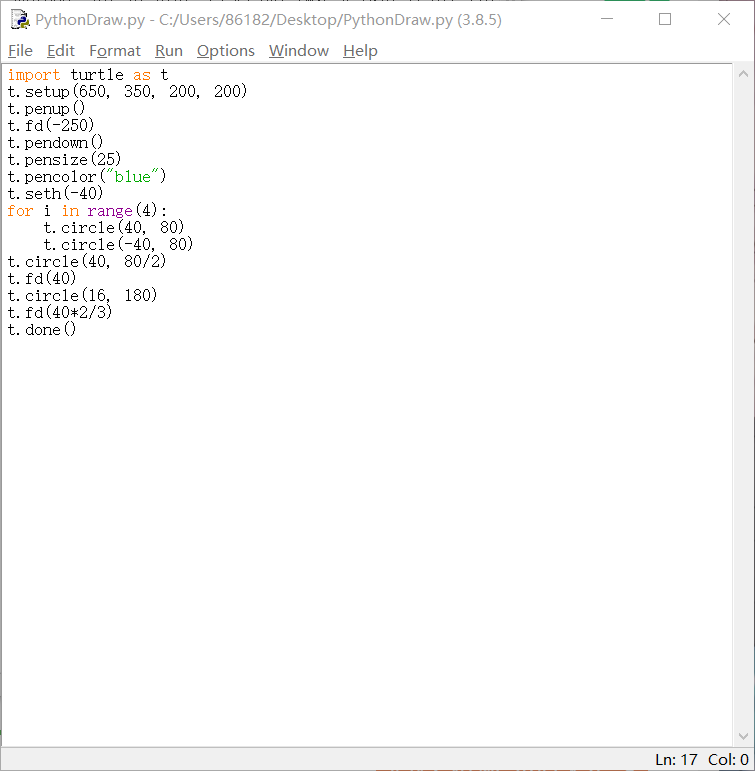 PythonDraw.py - C:/Users/86182/Desktop/PythonDraw.py (3.8.5)
File Edit Format Run Options Window Help
import turtle as t
t.setup(650, 350, 200, 200)
t.penup()
t.fd(-250)
t.pendown()
t.pensize(25)
t.pencolor("blue")
t.seth(-40)
for i in range(4):
    t.circle(40, 80)
    t.circle(-40, 80)
t.circle(40, 80/2)
t.fd(40)
t.circle(16, 180)
t.fd(40*2/3)
t.done()
Ln: 17 Col: 0